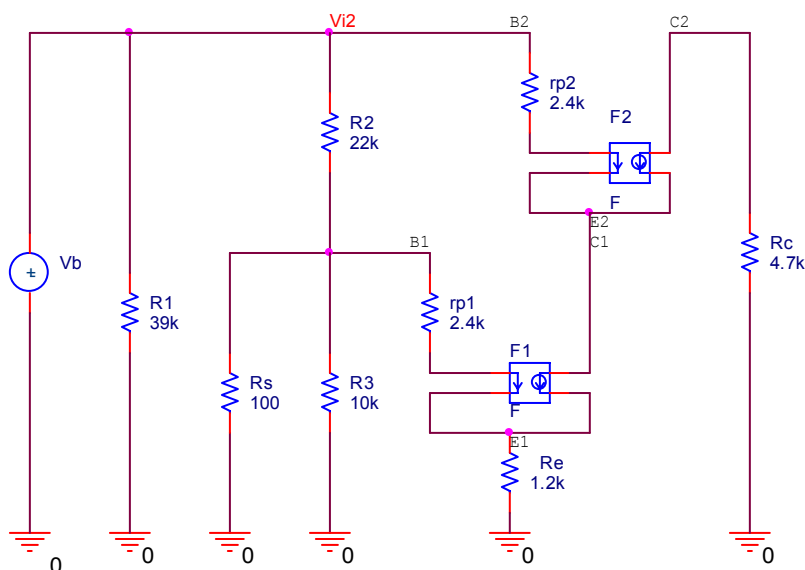 Vi2
B2
C2
rp2
2.4k
F2
R2
22k
F
E2
C1
B1
Vb
R1
39k
rp1
2.4k
Rc
4.7k
F1
Rs
100
R3
10k
F
E1
Re
1.2k
0
0
0
0
0